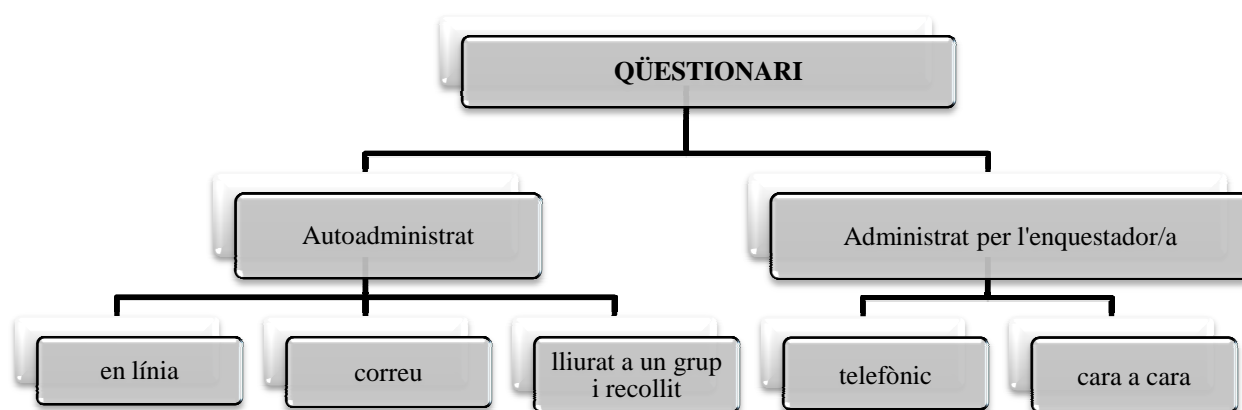 QÜESTIONARI
Autoadministrat
Administrat per l'enquestador/a
en línia
correu
lliurat a un grup
i recollit
telefònic
cara a cara